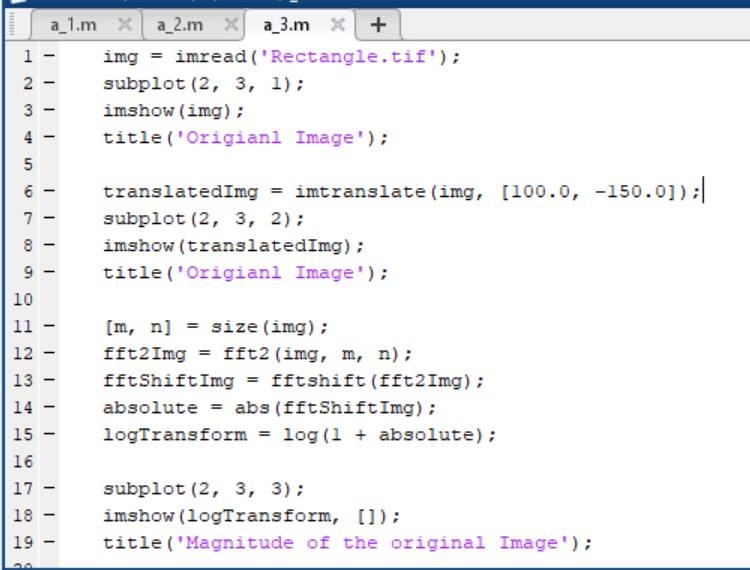 a_1.m × a_2.m × a_3.m × +
1 – img = imread('Rectangle.tif');
2 – subplot(2, 3, 1);
3 – imshow(img);
4 – title('Origianl Image');
5
6 – translatedImg = imtranslate(img, [100.0, -150.0]);
7 – subplot(2, 3, 2);
8 – imshow(translatedImg);
9 – title('Origianl Image');
10
11 – [m, n] = size(img);
12 – fft2Img = fft2(img, m, n);
13 – fftShiftImg = fftshift(fft2Img);
14 – absolute = abs(fftShiftImg);
15 – logTransform = log(1 + absolute);
16
17 – subplot(2, 3, 3);
18 – imshow(logTransform, []);
19 – title('Magnitude of the original Image');